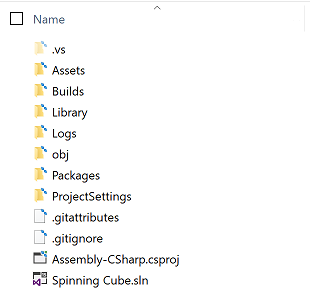 Name
.vs
Assets
Builds
Library
Logs
obj
Packages
ProjectSettings
.gitattributes
.gitignore
Assembly-CSharp.csproj
Spinning Cube.sln